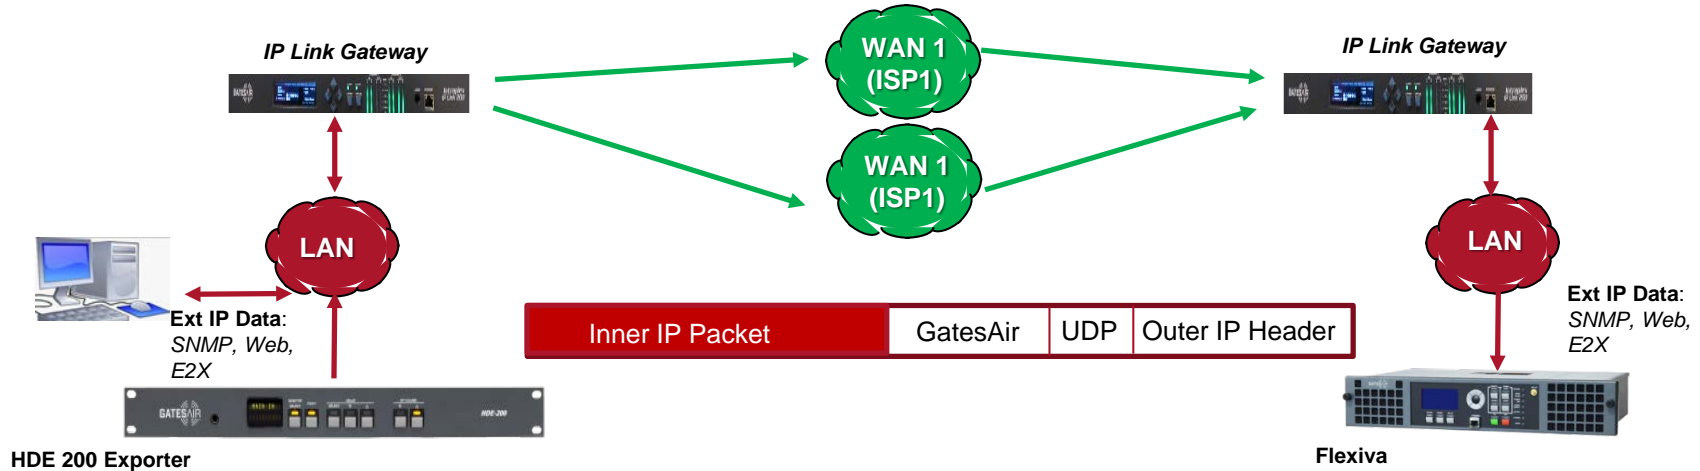 IP Link Gateway
IP Link Gateway
WAN 1
(ISP1)
WAN 1
(ISP1)
LAN
LAN
Ext IP Data:
SNMP, Web,
E2X
Ext IP Data:
SNMP, Web,
E2X
Inner IP Packet
GatesAir
UDP
Outer IP Header
GATESAIR
MAIN
HDE-200
HDE 200 Exporter
Flexiva